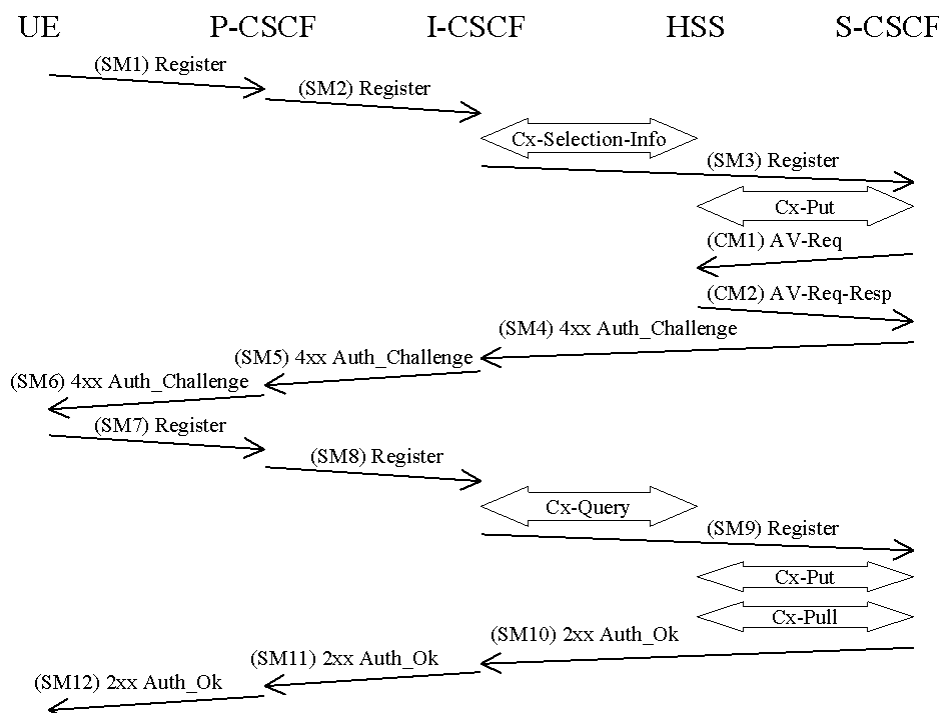 UE P-CSCF I-CSCF HSS S-CSCF
(SM1) Register
(SM2) Register
Cx-Selection-Info
(SM3) Register
Cx-Put
(CM1) AV-Req
(CM2) AV-Req-Resp
(SM4) 4xx Auth_Challenge
(SM5) 4xx Auth_Challenge
(SM6) 4xx Auth_Challenge
(SM7) Register
(SM8) Register
Cx-Query
(SM9) Register
Cx-Put
Cx-Pull
(SM10) 2xx Auth_Ok
(SM11) 2xx Auth_Ok
(SM12) 2xx Auth_Ok